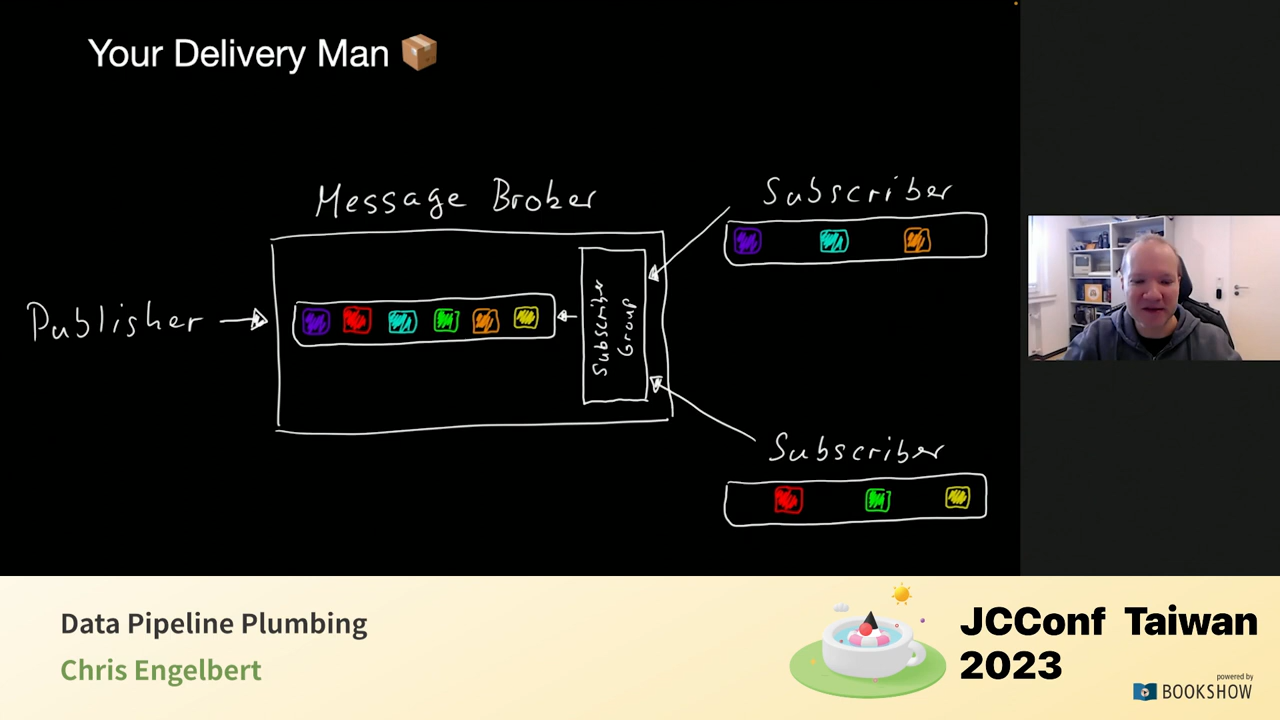 Your Delivery Man 📦
Message Broker
Subscriber
Publisher
Subscriber
Group
Subscriber
Data Pipeline Plumbing
Chris Engelbert
JCConf Taiwan
2023
powered by
BOOKSHOW